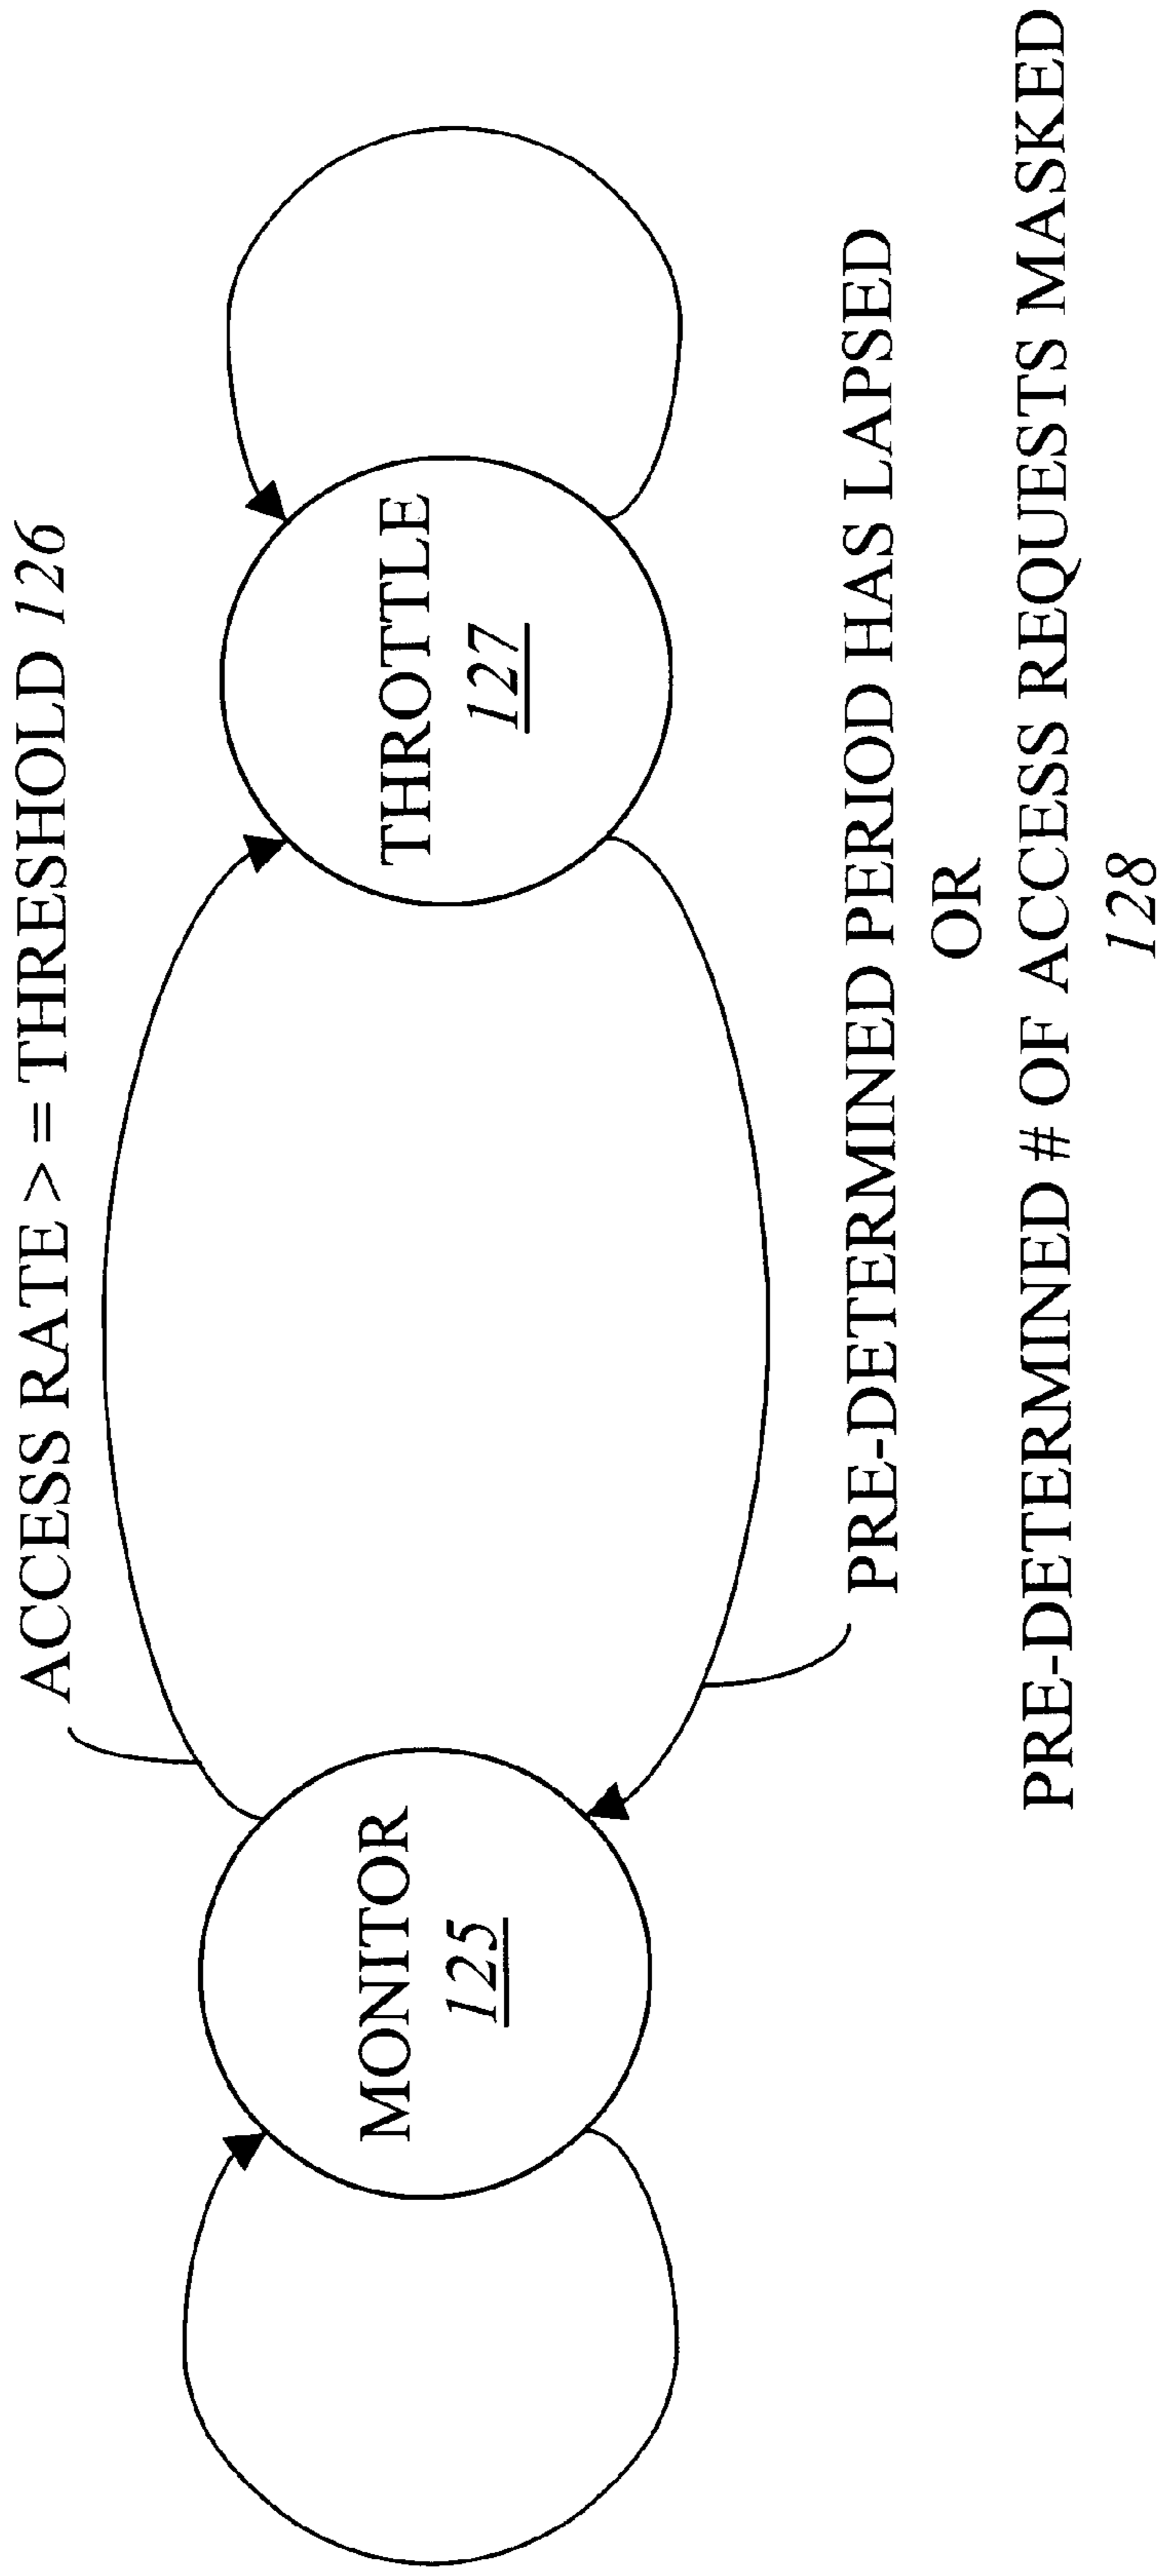 ACCESS RATE > = THRESHOLD 126
MONITOR
125
THROTTLE
127
PRE-DETERMINED PERIOD HAS LAPSED
OR
PRE-DETERMINED # OF ACCESS REQUESTS MASKED
128